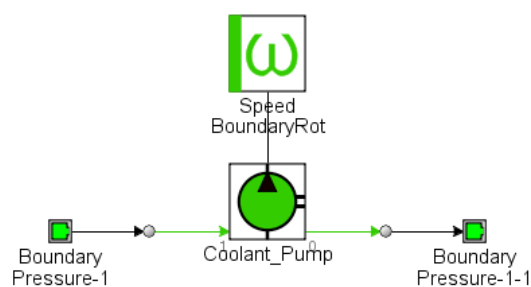 ω
Speed
BoundaryRot
1
0
Coolant_Pump
Boundary
Pressure-1
Boundary
Pressure-1-1